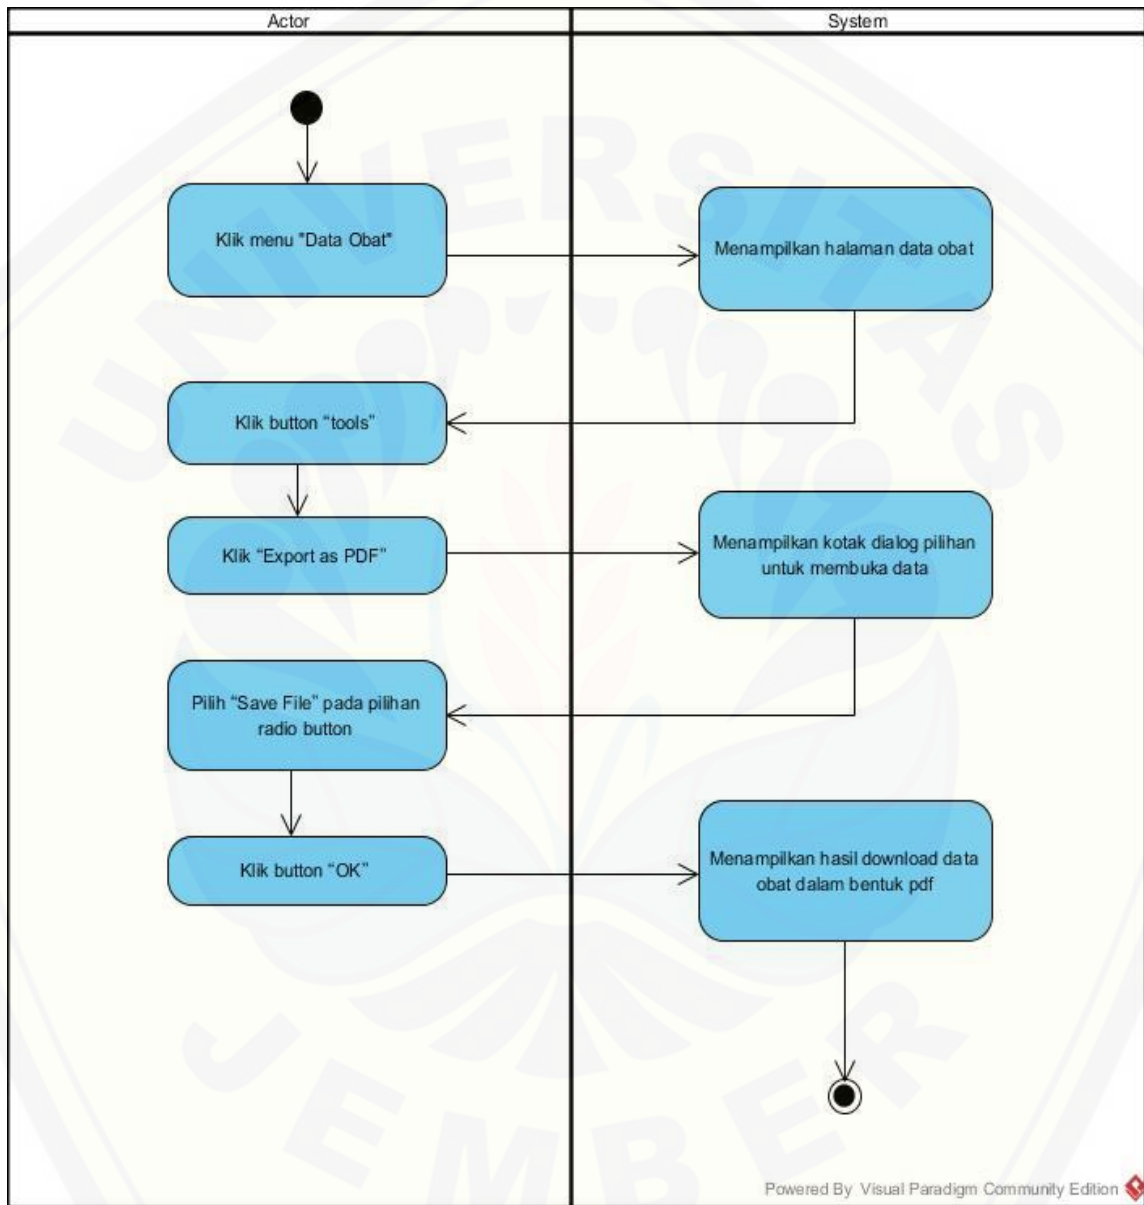 Actor
System
Klik menu "Data Obat"
Menampilkan halaman data obat
Klik button “tools”
Klik “Export as PDF”
Menampilkan kotak dialog pilihan
untuk membuka data
Pilih “Save File” pada pilihan
radio button
Klik button “OK”
Menampilkan hasil download data
obat dalam bentuk pdf
UNIVERSITAS
JEMBER
Powered By Visual Paradigm Community Edition